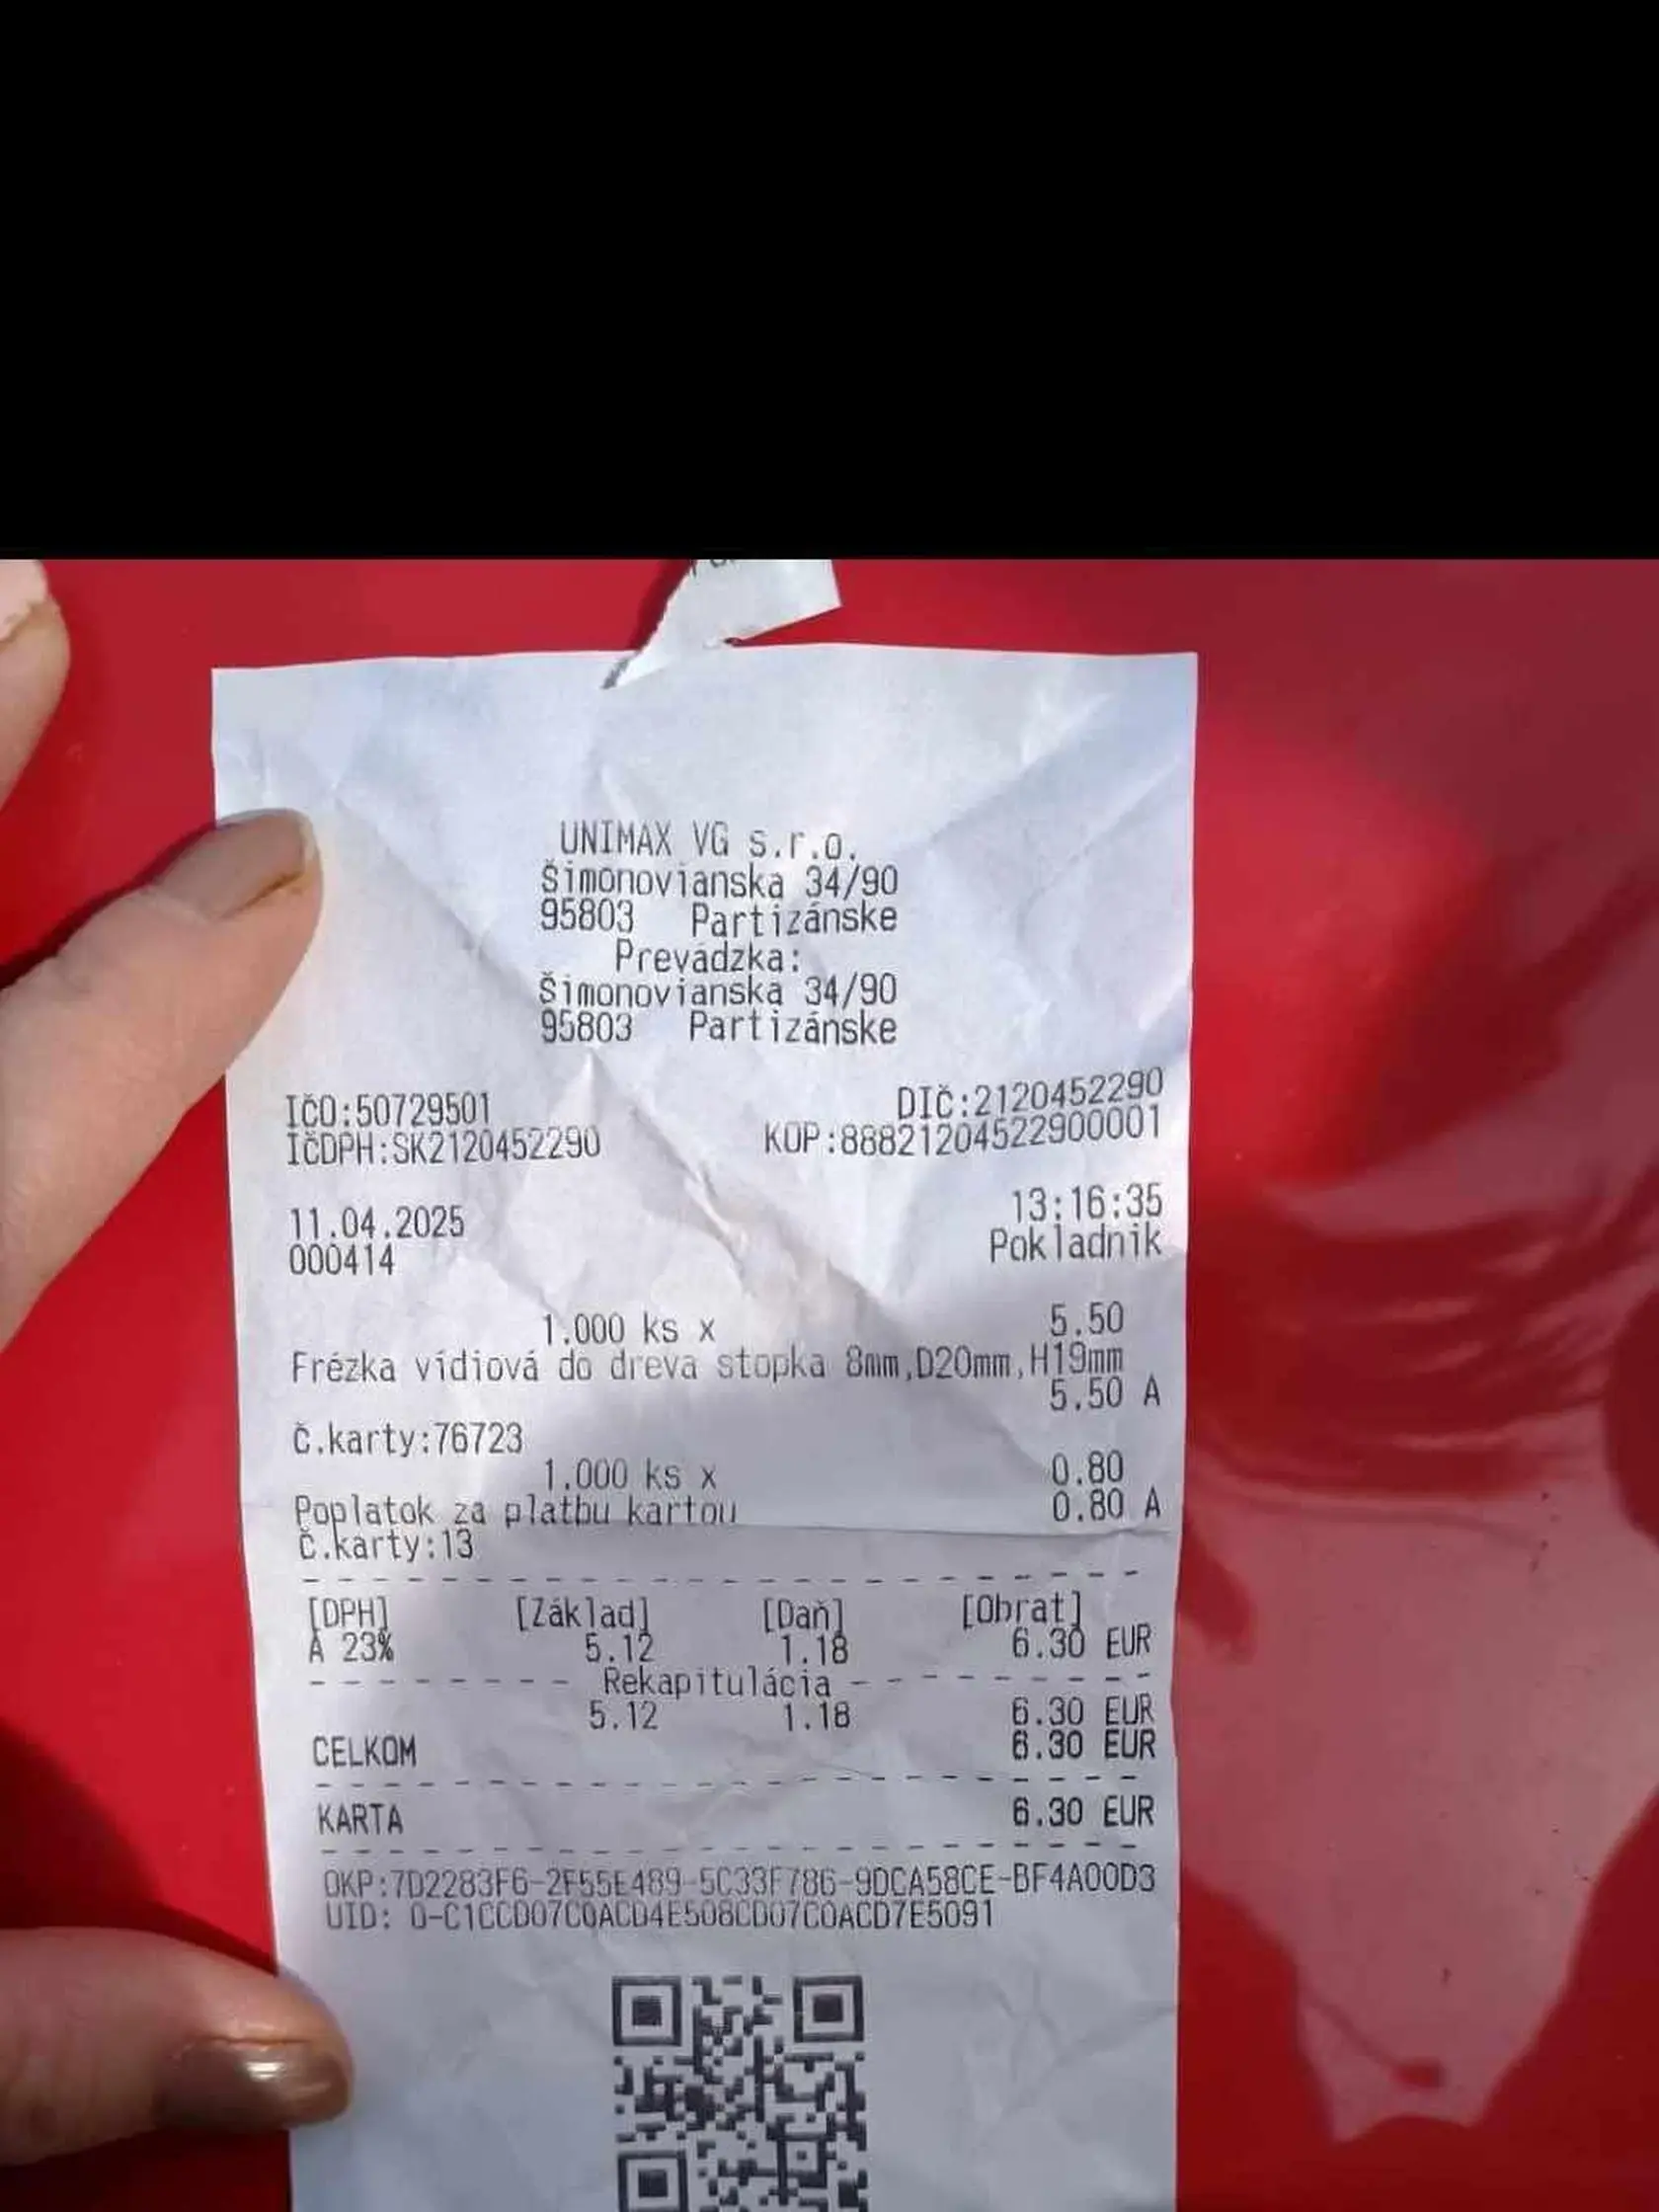 UNIMAX VG s.r.o.
Šimonovianska 34/90
95803 Partizánske
Prevádzka:
Šimonovianska 34/90
95803 Partizánske
IČO:50729501 DIČ:2120452290
IČDPH:SK2120452290 KOP:88821204522900001
11.04.2025 13:16:35
000414 Pokladnik
1.000 ks x 5.50
Frézka vídiová do dreva stopka 8mm,D20mm,H19mm
5.50 A
Č.karty:76723
1.000 ks x 0.80
Poplatok za platbu kartou 0.80 A
Č.karty:13
[DPH] [Základ] [Daň] [Obrat]
A 23% 5.12 1.18 6.30 EUR
Rekapitulácia
5.12 1.18 6.30 EUR
CELKOM 6.30 EUR
KARTA 6.30 EUR
OKP:7D2283F6-2F55E489-5C33F786-9DCA58CE-BF4A00D3
UID: O-C1CCD07C0ACD4E508CD07C0ACD7E5091